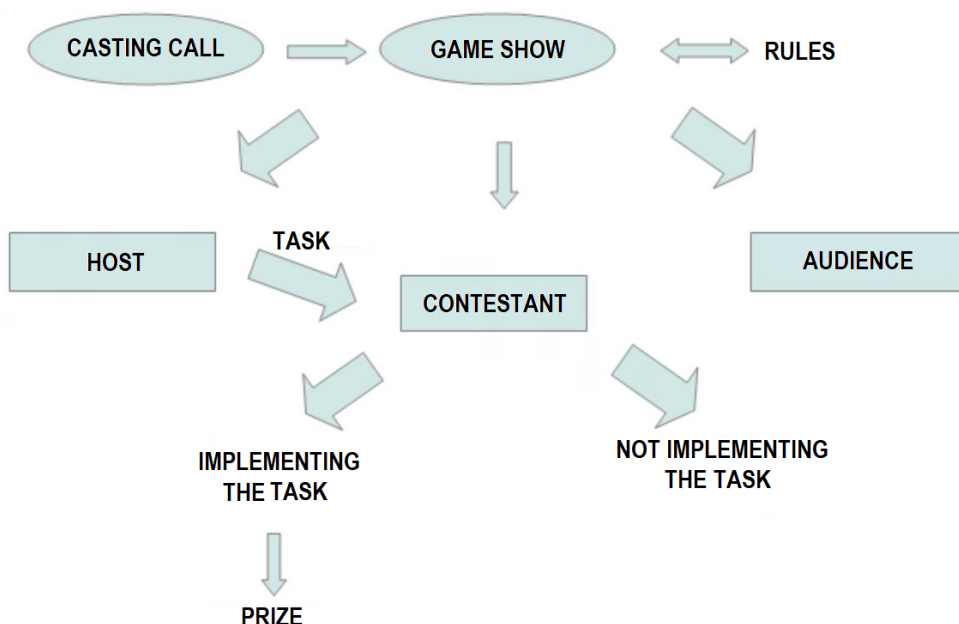 CASTING CALL
GAME SHOW
RULES
HOST
TASK
CONTESTANT
AUDIENCE
IMPLEMENTING
THE TASK
NOT IMPLEMENTING
THE TASK
PRIZE